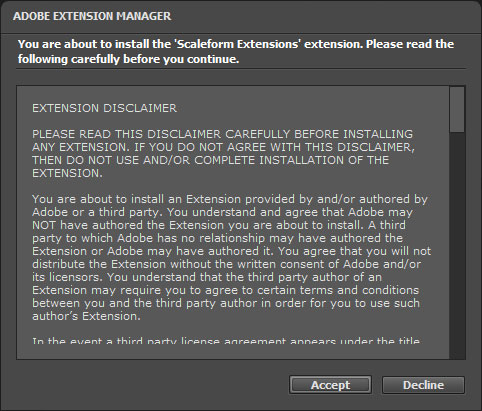 ADOBE EXTENSION MANAGER
You are about to install the 'Scaleform Extensions' extension. Please read the
following carefully before you continue.
EXTENSION DISCLAIMER
PLEASE READ THIS DISCLAIMER CAREFULLY BEFORE INSTALLING
ANY EXTENSION. IF YOU DO NOT AGREE WITH THIS DISCLAIMER,
THEN DO NOT USE AND/OR COMPLETE INSTALLATION OF THE
EXTENSION.
You are about to install an Extension provided by and/or authored by
Adobe or a third party. You understand and agree that Adobe may
NOT have authored the Extension you are about to install. A third
party to which Adobe has no relationship may have authored the
Extension or Adobe may have authored it. You agree that you will not
distribute the Extension without the written consent of Adobe and/or
its licensors. You understand that the third party author of an
Extension may require you to agree to certain terms and conditions
between you and the third party author in order for you to use such
author's Extension.
In the event a third party license agreement appears under the title
Accept Decline